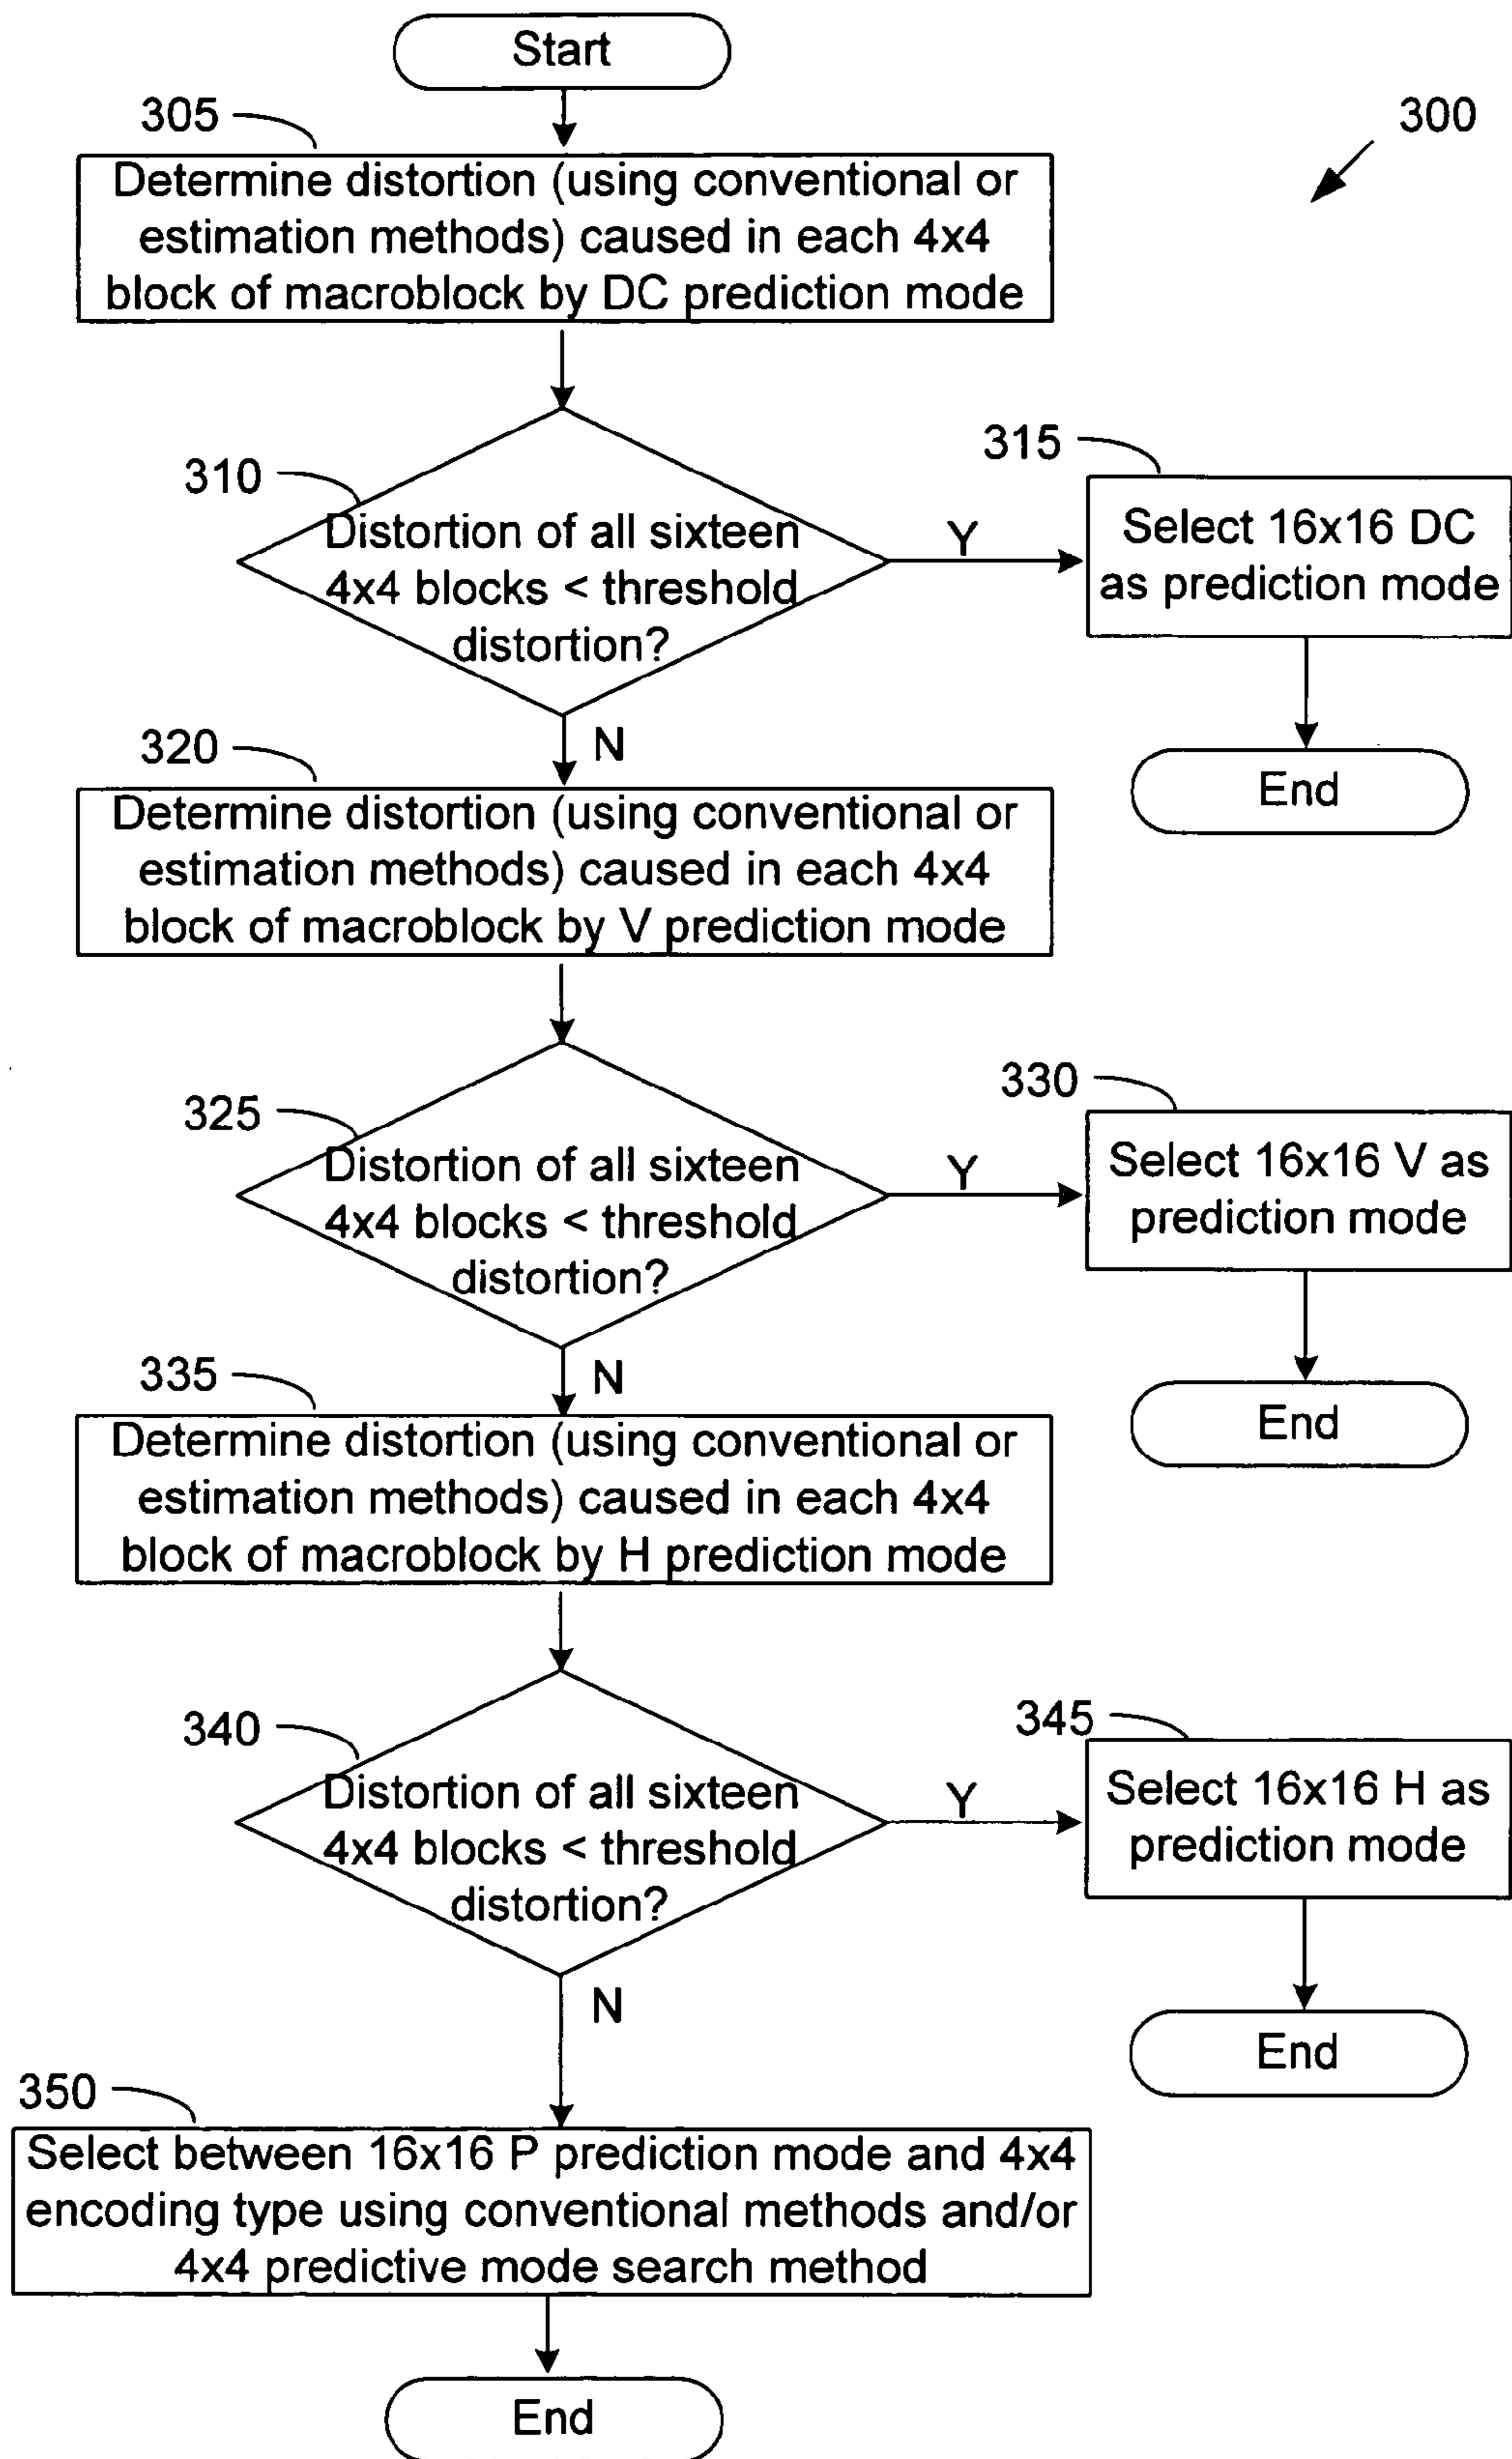 Start
305
300
Determine distortion (using conventional or
estimation methods) caused in each 4x4
block of macroblock by DC prediction mode
310
Distortion of all sixteen
4x4 blocks < threshold
distortion?
Y
315
Select 16x16 DC
as prediction mode
End
N
320
Determine distortion (using conventional or
estimation methods) caused in each 4x4
block of macroblock by V prediction mode
325
Distortion of all sixteen
4x4 blocks < threshold
distortion?
Y
330
Select 16x16 V as
prediction mode
End
N
335
Determine distortion (using conventional or
estimation methods) caused in each 4x4
block of macroblock by H prediction mode
340
Distortion of all sixteen
4x4 blocks < threshold
distortion?
Y
345
Select 16x16 H as
prediction mode
End
N
350
Select between 16x16 P prediction mode and 4x4
encoding type using conventional methods and/or
4x4 predictive mode search method
End